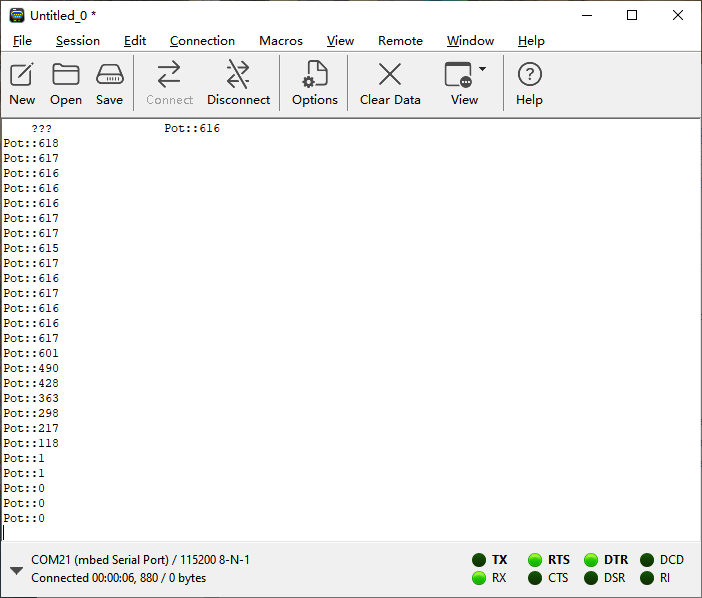 Untitled_0 *
File Session Edit Connection Macros View Remote Window Help
New Open Save Connect Disconnect Options Clear Data View Help
??? Pot::616
Pot::618
Pot::617
Pot::616
Pot::616
Pot::616
Pot::617
Pot::617
Pot::615
Pot::617
Pot::616
Pot::617
Pot::616
Pot::616
Pot::617
Pot::601
Pot::490
Pot::428
Pot::363
Pot::298
Pot::217
Pot::118
Pot::1
Pot::1
Pot::0
Pot::0
Pot::0
COM21 (mbed Serial Port) / 115200 8-N-1
Connected 00:00:06, 880 / 0 bytes
TX RTS DTR DCD
RX CTS DSR RI